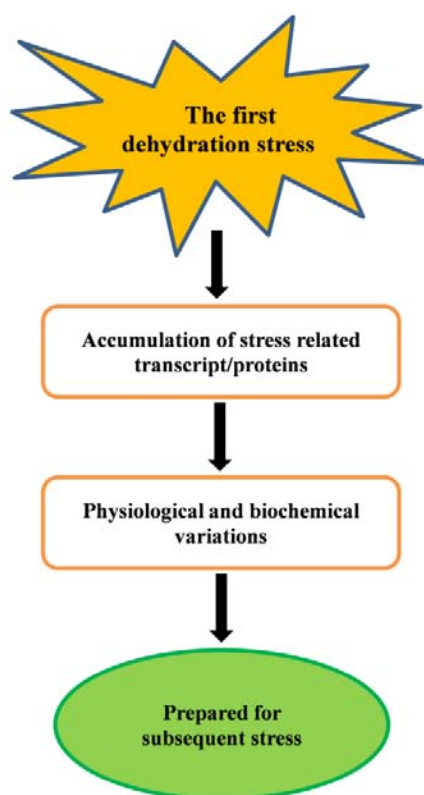 The first
dehydration stress
Accumulation of stress related
transcript/proteins
Physiological and biochemical
variations
Prepared for
subsequent stress